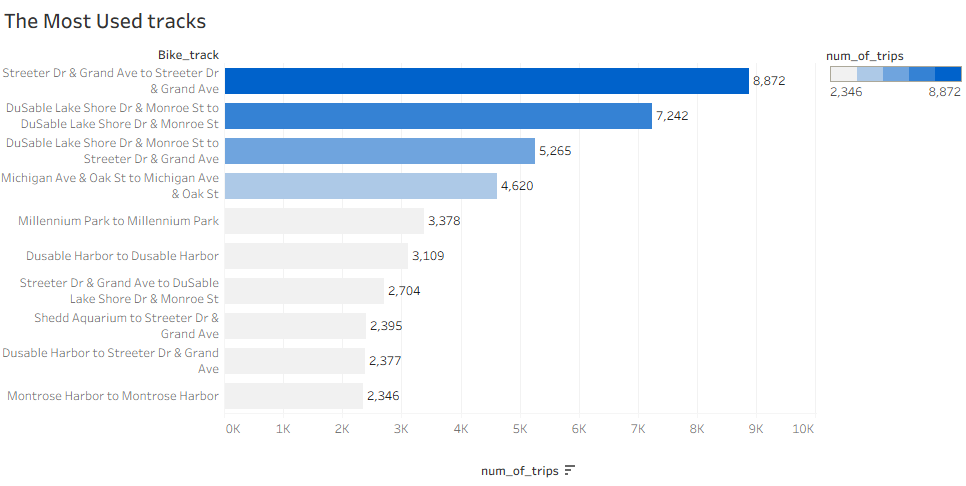 The Most Used tracks
Bike_track
Streeter Dr & Grand Ave to Streeter Dr
& Grand Ave
8,872
DuSable Lake Shore Dr & Monroe St to
DuSable Lake Shore Dr & Monroe St
7,242
DuSable Lake Shore Dr & Monroe St to
Streeter Dr & Grand Ave
5,265
Michigan Ave & Oak St to Michigan Ave
& Oak St
4,620
Millennium Park to Millennium Park
3,378
Dusable Harbor to Dusable Harbor
3,109
Streeter Dr & Grand Ave to DuSable
Lake Shore Dr & Monroe St
2,704
Shedd Aquarium to Streeter Dr &
Grand Ave
2,395
Dusable Harbor to Streeter Dr & Grand
Ave
2,377
Montrose Harbor to Montrose Harbor
2,346
0K 1K 2K 3K 4K 5K 6K 7K 8K 9K 10K
num_of_trips
num_of_trips
2,346 8,872